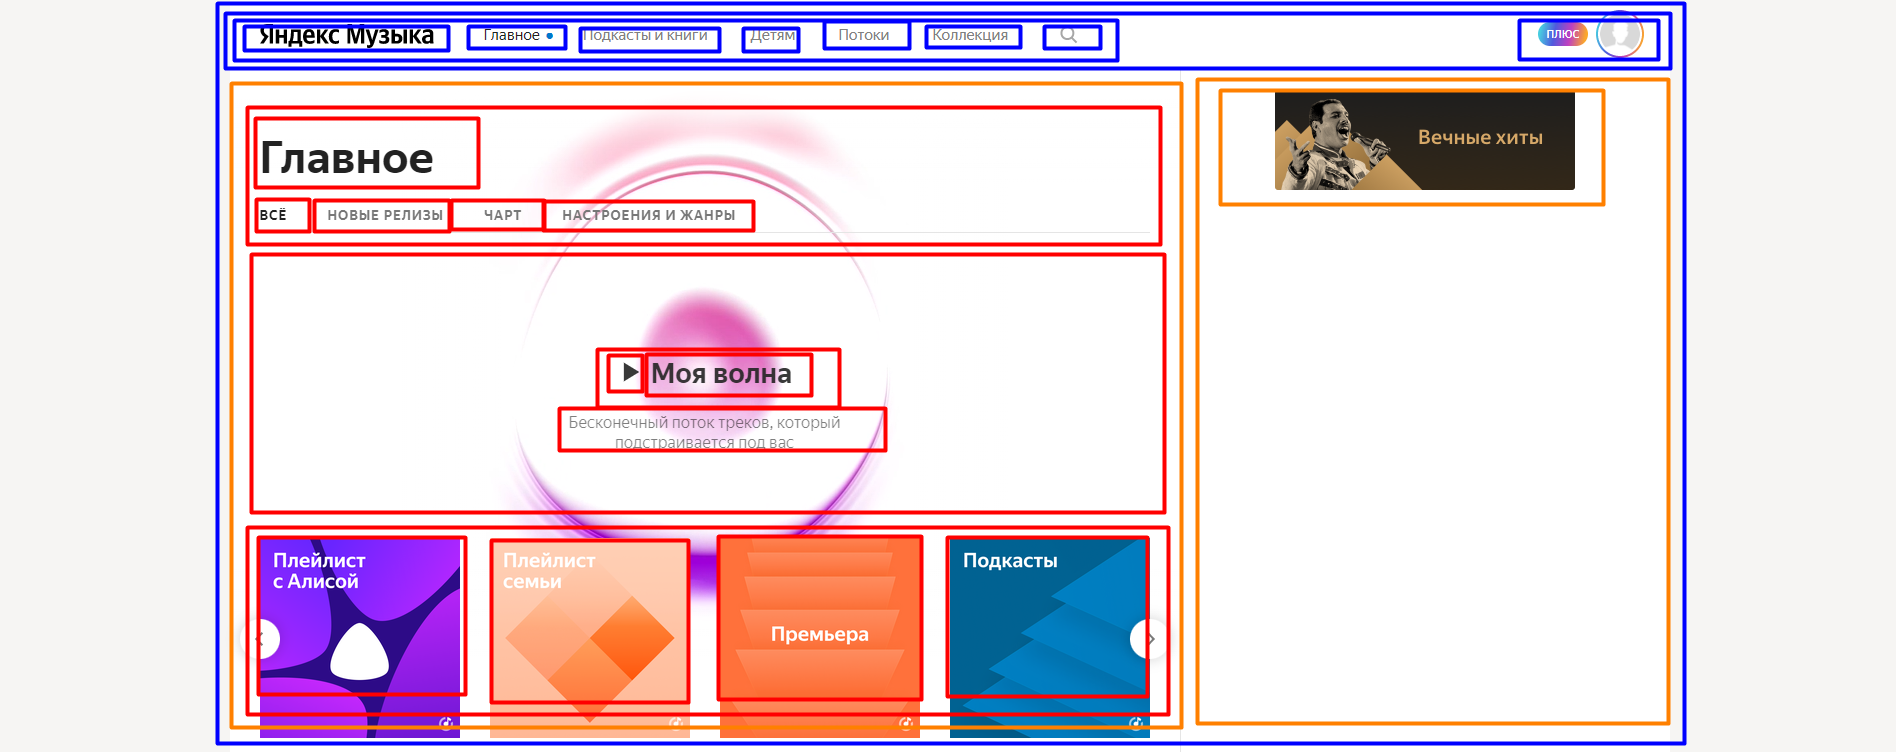 Яндекс Музыка
Главное
Подкасты и книги
Детям
Потоки
Коллекция
ПЛЮС
Главное
ВСЁ
НОВЫЕ РЕЛИЗЫ
ЧАРТ
НАСТРОЕНИЯ И ЖАНРЫ
Вечные хиты
Моя волна
Бесконечный поток треков, который
подстраивается под вас
Плейлист
с Алисой
Плейлист
семьи
Премьера
Подкасты